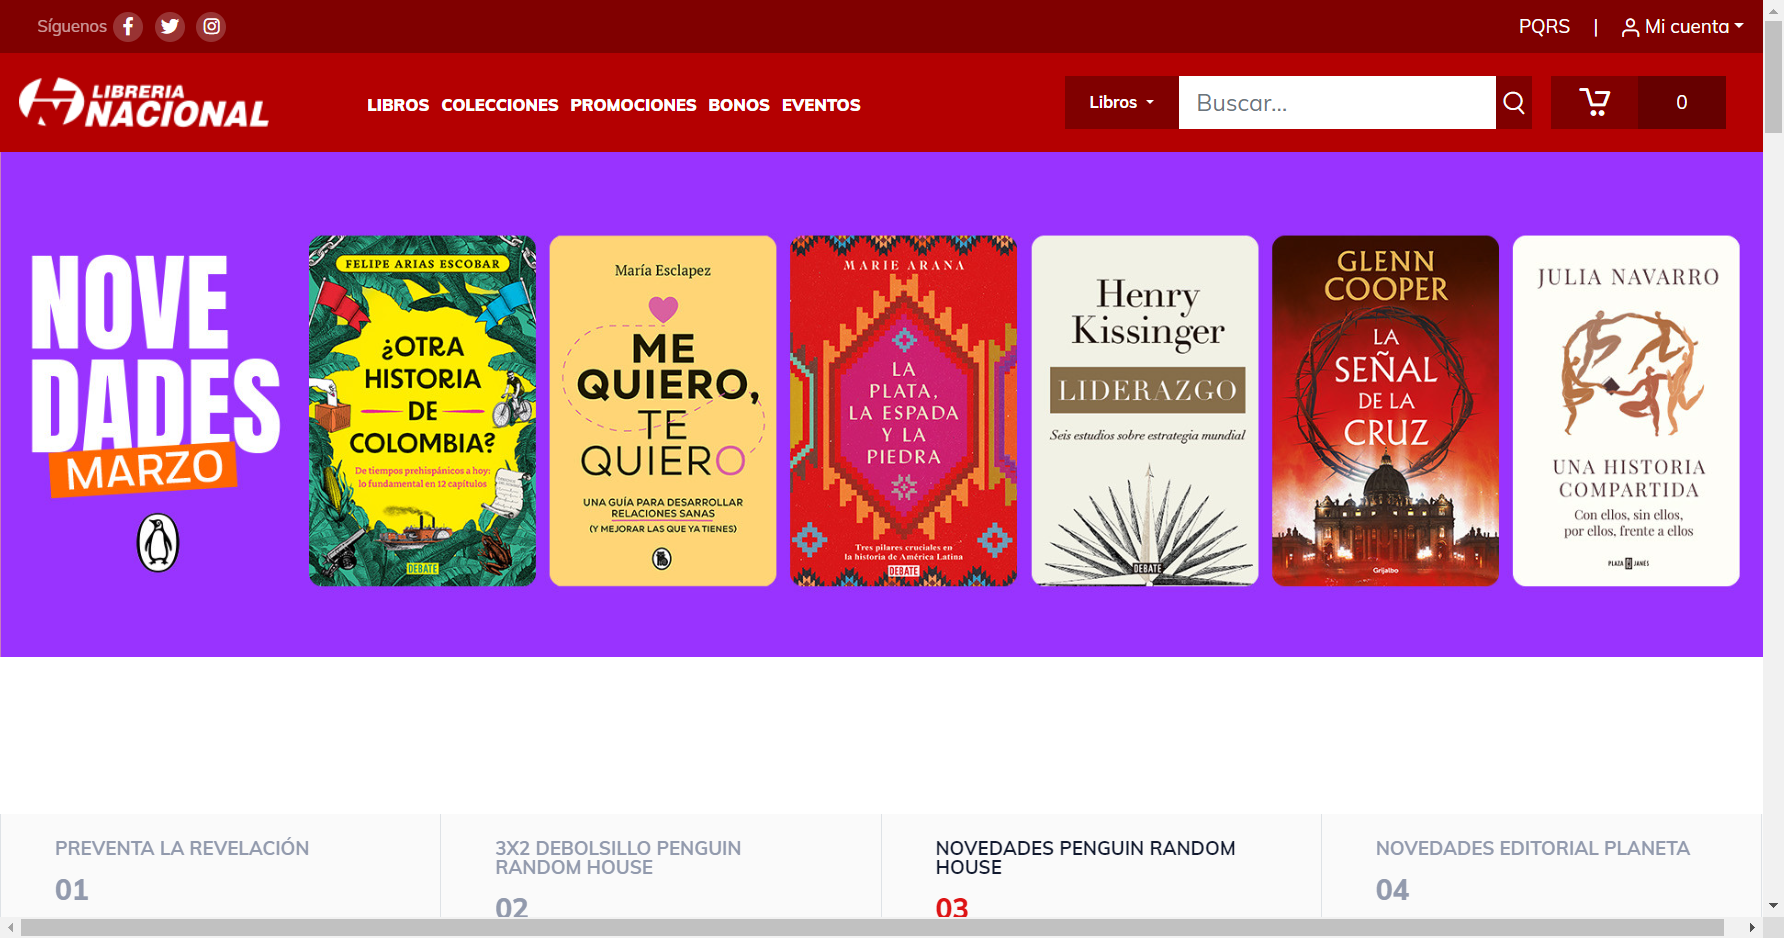 Síguenos
PQRS | Mi cuenta
LIBRERIA
NACIONAL
LIBROS COLECCIONES PROMOCIONES BONOS EVENTOS
Libros
Buscar...
0
NOVE
DADES
MARZO
FELIPE ARIAS ESCOBAR
¿OTRA
HISTORIA
DE
COLOMBIA?
De tiempos prehispánicos a hoy:
lo fundamental en 12 capítulos
DEBATE
María Esclapez
ME
QUIERO,
TE
QUIERO
UNA GUÍA PARA DESARROLLAR
RELACIONES SANAS
(Y MEJORAR LAS QUE YA TIENES)
MARIE ARANA
LA
PLATA,
LA ESPADA
Y LA
PIEDRA
Tres pilares cruciales en
la historia de América Latina
DEBATE
Henry
Kissinger
LIDERAZGO
Seis estudios sobre estrategia mundial
DEBATE
GLENN
COOPER
LA
SEÑAL
DE LA
CRUZ
Grijalbo
JULIA NAVARRO
UNA HISTORIA
COMPARTIDA
Con ellos, sin ellos,
por ellos, frente a ellos
PLAZA JANÉS
PREVENTA LA REVELACIÓN
01
3X2 DEBOLSILLO PENGUIN
RANDOM HOUSE
02
NOVEDADES PENGUIN RANDOM
HOUSE
03
NOVEDADES EDITORIAL PLANETA
04